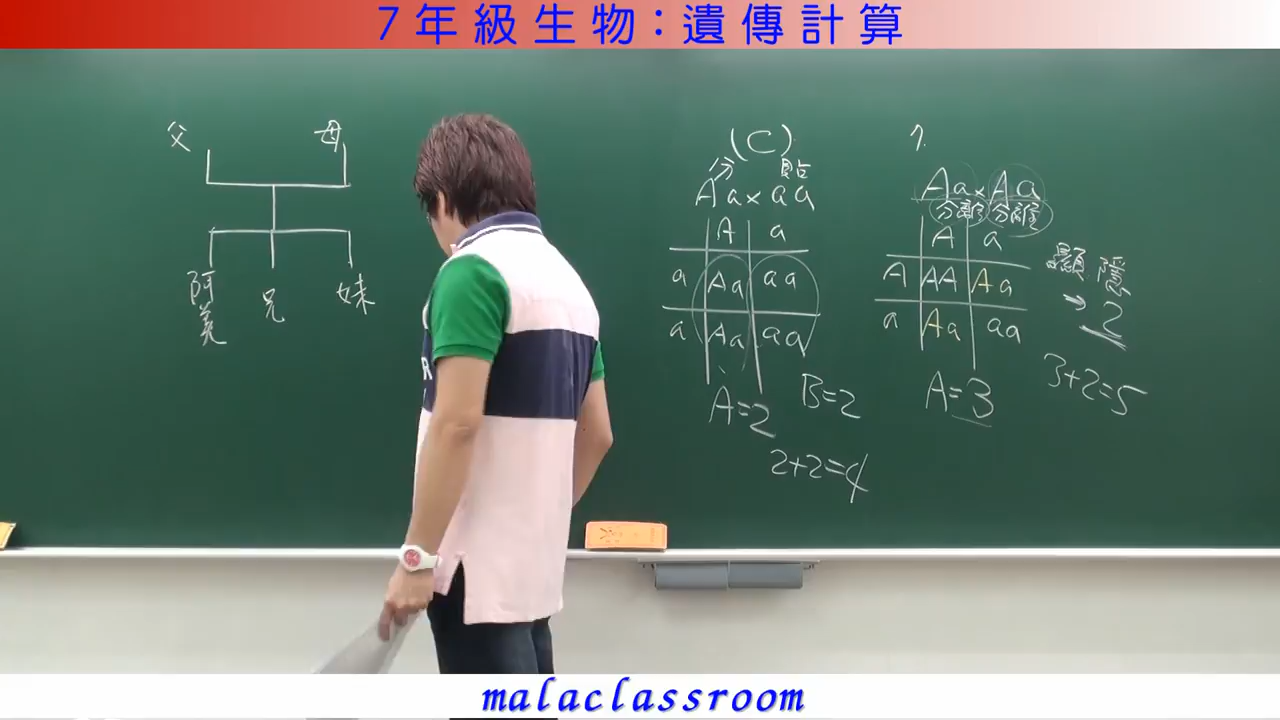 7年級生物:遺傳計算
父 母
阿義 兄 妹
(C)
分 貼
Aa×aa
A a
a Aa aa
a Aa aa
A=2 B=2
2+2=4
7.
Aa×Aa
分離 分離
A a
A AA Aa
a Aa aa
顯 隱
→ 2
A=3
3+2=5
malaclassroom